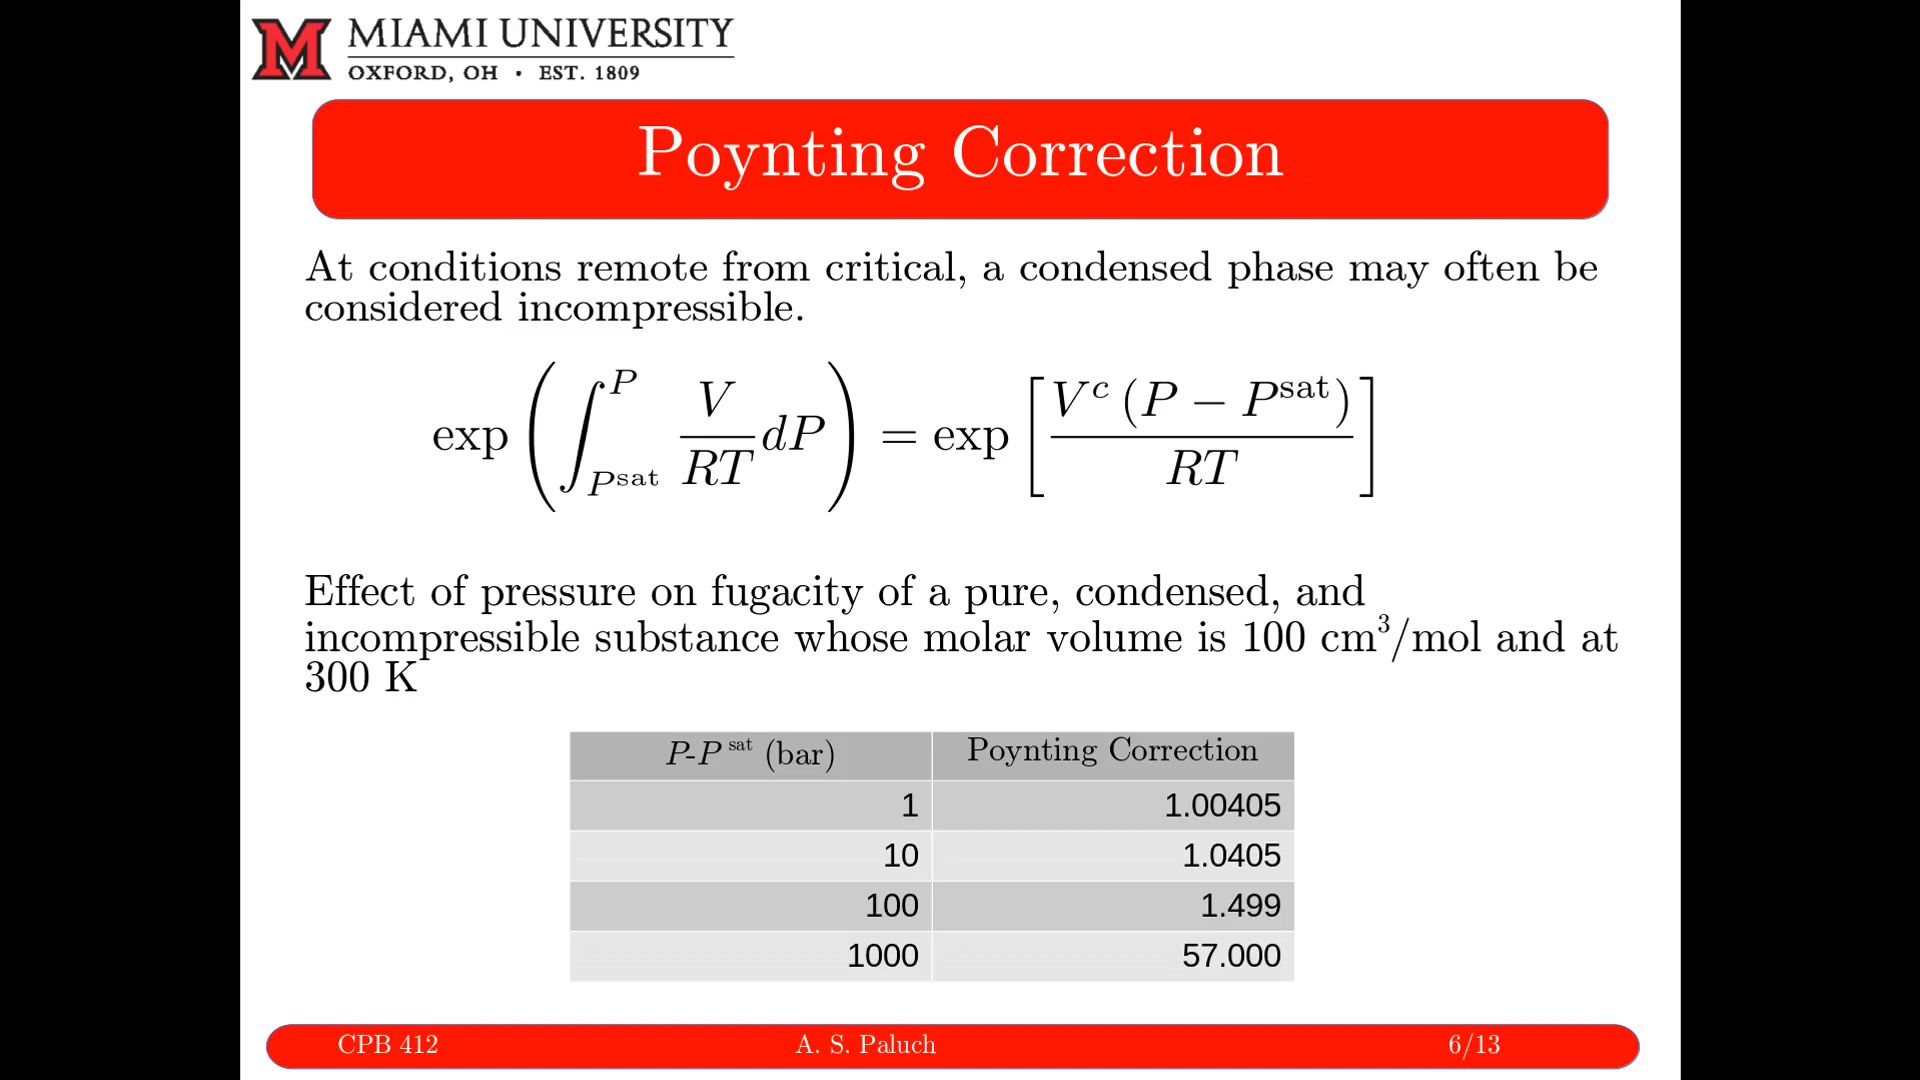 M MIAMI UNIVERSITY
OXFORD, OH • EST. 1809
Poynting Correction
At conditions remote from critical, a condensed phase may often be
considered incompressible.
exp ( ∫_{P^sat}^{P} V/RT dP ) = exp [ V^c (P − P^sat) / RT ]
Effect of pressure on fugacity of a pure, condensed, and
incompressible substance whose molar volume is 100 cm³/mol and at
300 K
P-P sat (bar) Poynting Correction
1 1.00405
10 1.0405
100 1.499
1000 57.000
CPB 412 A. S. Paluch 6/13